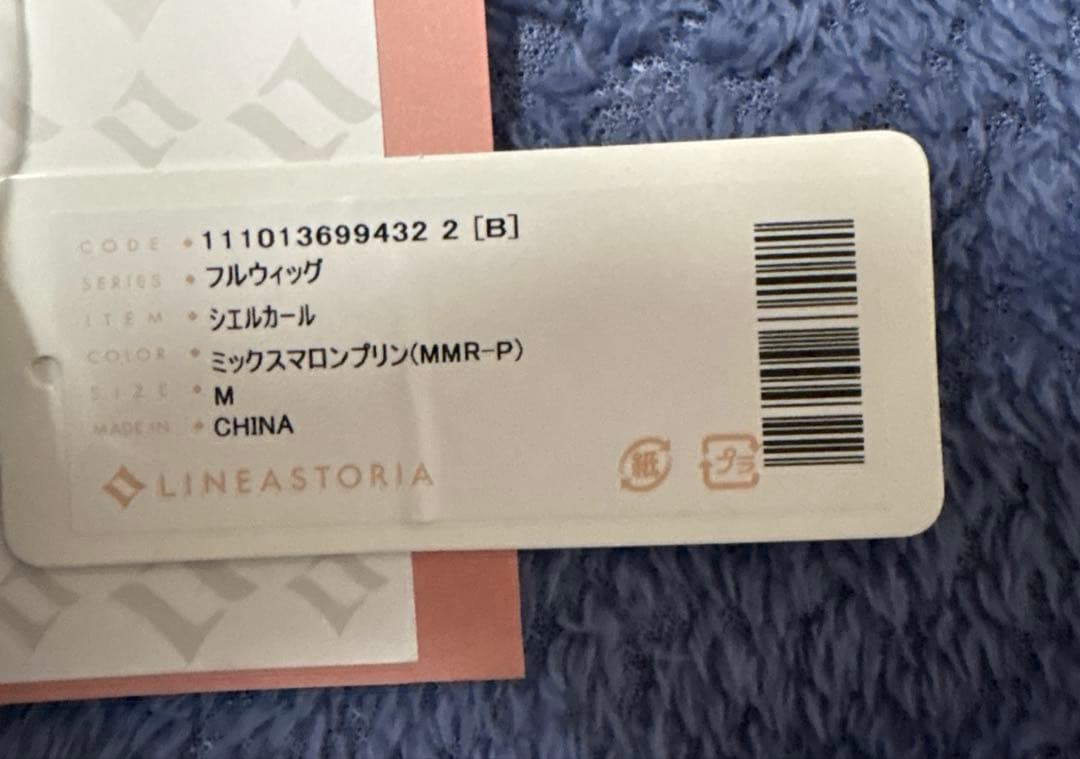 CODE • 111013699432 2 [B]
SERIES • フルウィッグ
ITEM • シエルカール
COLOR • ミックスマロンプリン(MMR-P)
SIZE • M
MADE IN • CHINA
LINEASTORIA
紙 プラ